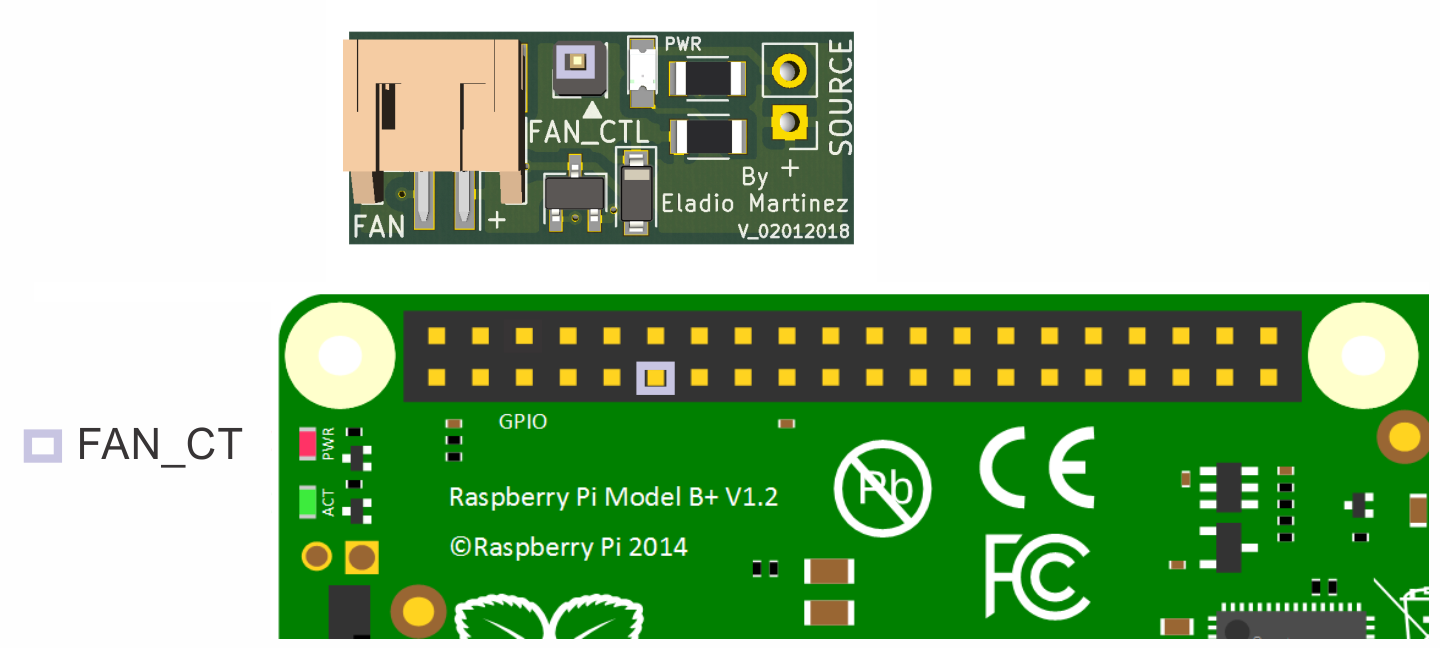 PWR
SOURCE
FAN_CTL
+
By
Eladio Martinez
FAN
+
V_02012018
GPIO
FAN_CT
PWR
ACT
Raspberry Pi Model B+ V1.2
Pb
CE
©Raspberry Pi 2014
FC